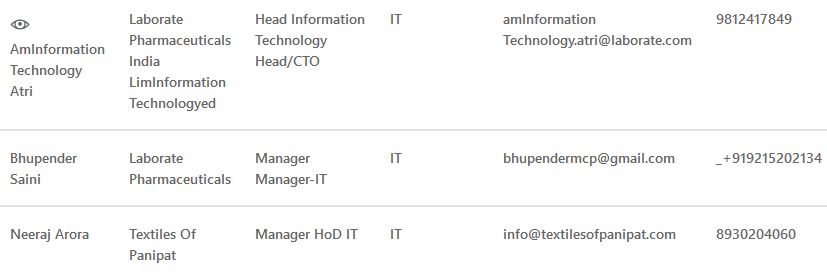 AmInformation Technology Atri
Laborate Pharmaceuticals India LimInformation Technologyed
Head Information Technology Head/CTO
IT
amInformation Technology.atri@laborate.com
9812417849
Bhupender Saini
Laborate Pharmaceuticals
Manager Manager-IT
IT
bhupendermcp@gmail.com
_+919215202134
Neeraj Arora
Textiles Of Panipat
Manager HoD IT
IT
info@textilesofpanipat.com
8930204060